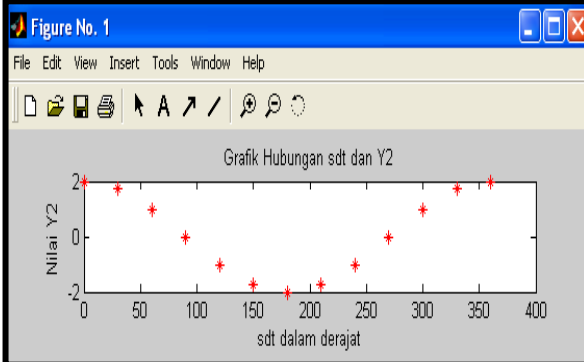 Figure No. 1
File Edit View Insert Tools Window Help
A
Grafik Hubungan sdt dan Y2
2
0
-2
Nilai Y2
0 50 100 150 200 250 300 350 400
sdt dalam derajat